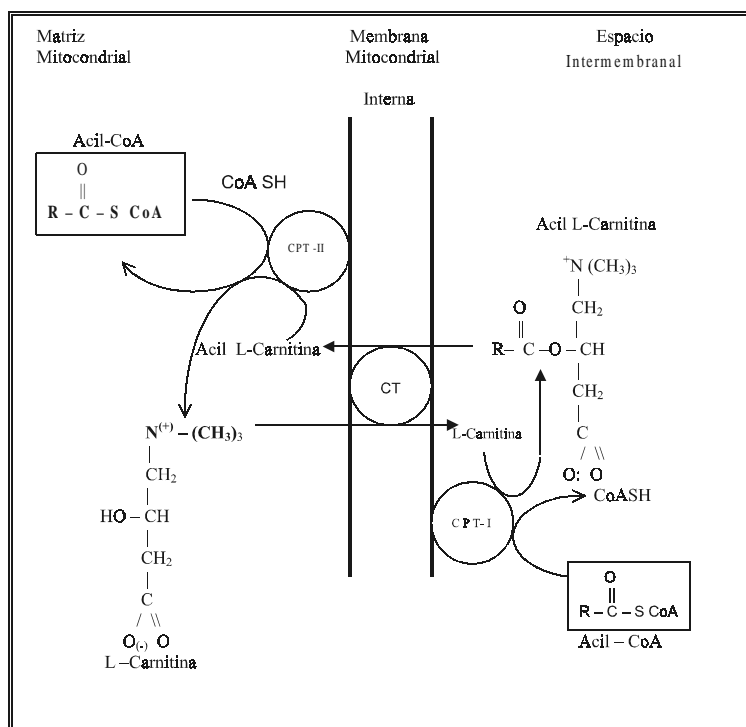 Matriz
Mitocondrial
Membrana
Mitocondrial
Interna
Espacio
Intermembranal
Acil-CoA
O
||
R – C – S CoA
CoA SH
CPT -II
Acil L-Carnitina
Acil L-Carnitina
⁺N (CH₃)₃
|
CH₂
O
||
R – C –O– CH
|
CH₂
|
C
/ \\
O: O
CT
L-Carnitina
CoASH
CPT- I
O
||
R – C – S CoA
Acil – CoA
N⁽⁺⁾ – (CH₃)₃
|
CH₂
|
HO – CH
|
CH₂
|
C
/ \\
O(-) O
L –Carnitina